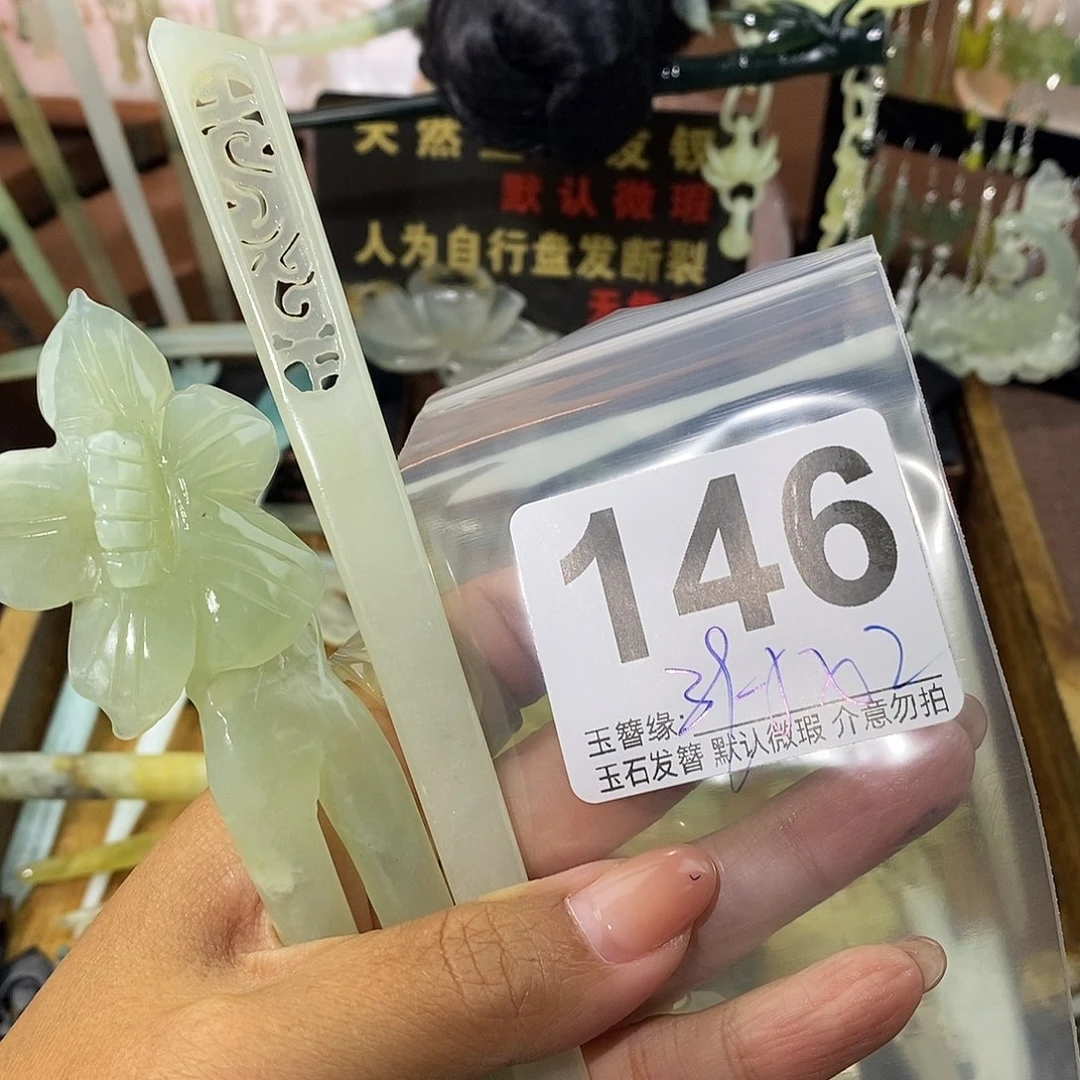 天然
发钗
默认微瑕
人为自行盘发断裂
146
玉簪缘:
玉石发簪 默认微瑕 介意勿拍